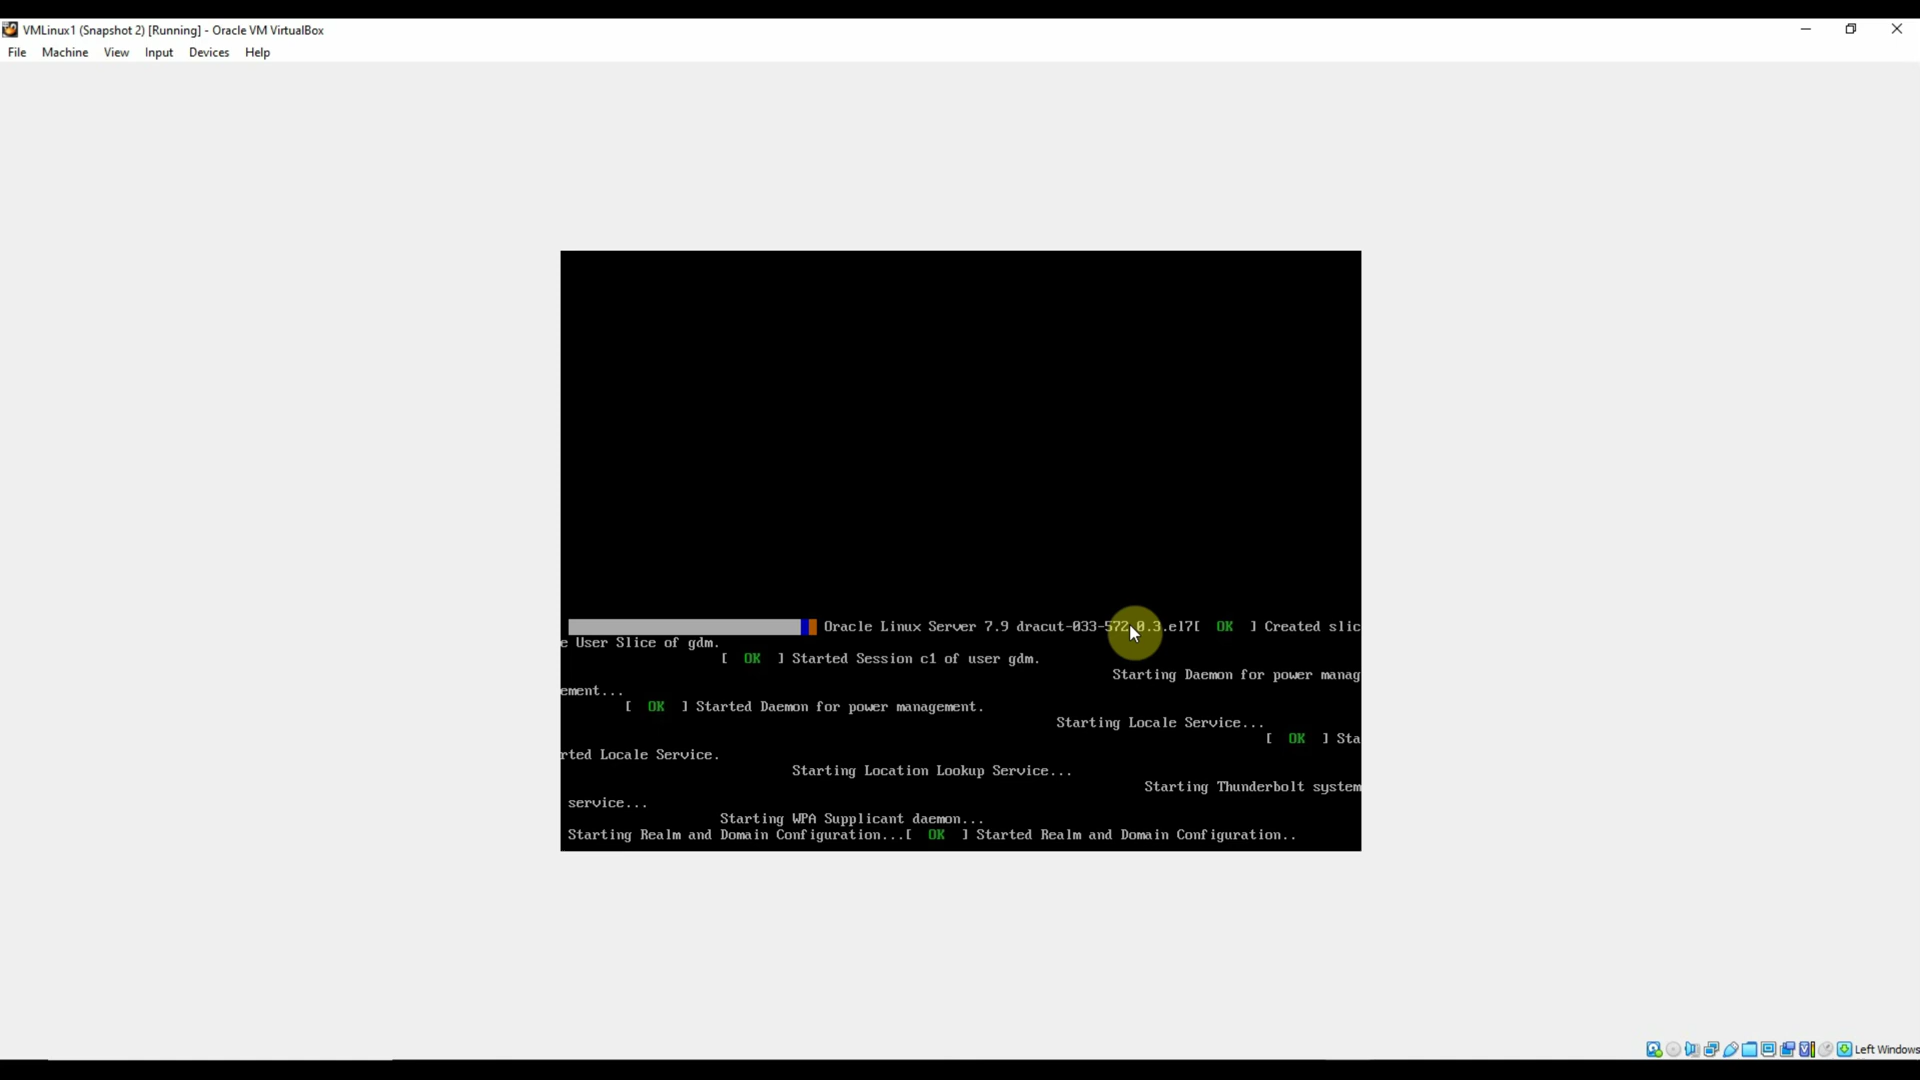 VMLinux1 (Snapshot 2) [Running] - Oracle VM VirtualBox
File Machine View Input Devices Help
Oracle Linux Server 7.9 dracut-033-572.0.3.el7[ OK ] Created slic
e User Slice of gdm.
[ OK ] Started Session c1 of user gdm.
Starting Daemon for power manag
ement...
[ OK ] Started Daemon for power management.
Starting Locale Service...
[ OK ] Sta
rted Locale Service.
Starting Location Lookup Service...
Starting Thunderbolt system
service...
Starting WPA Supplicant daemon...
Starting Realm and Domain Configuration...[ OK ] Started Realm and Domain Configuration..
Left Windows